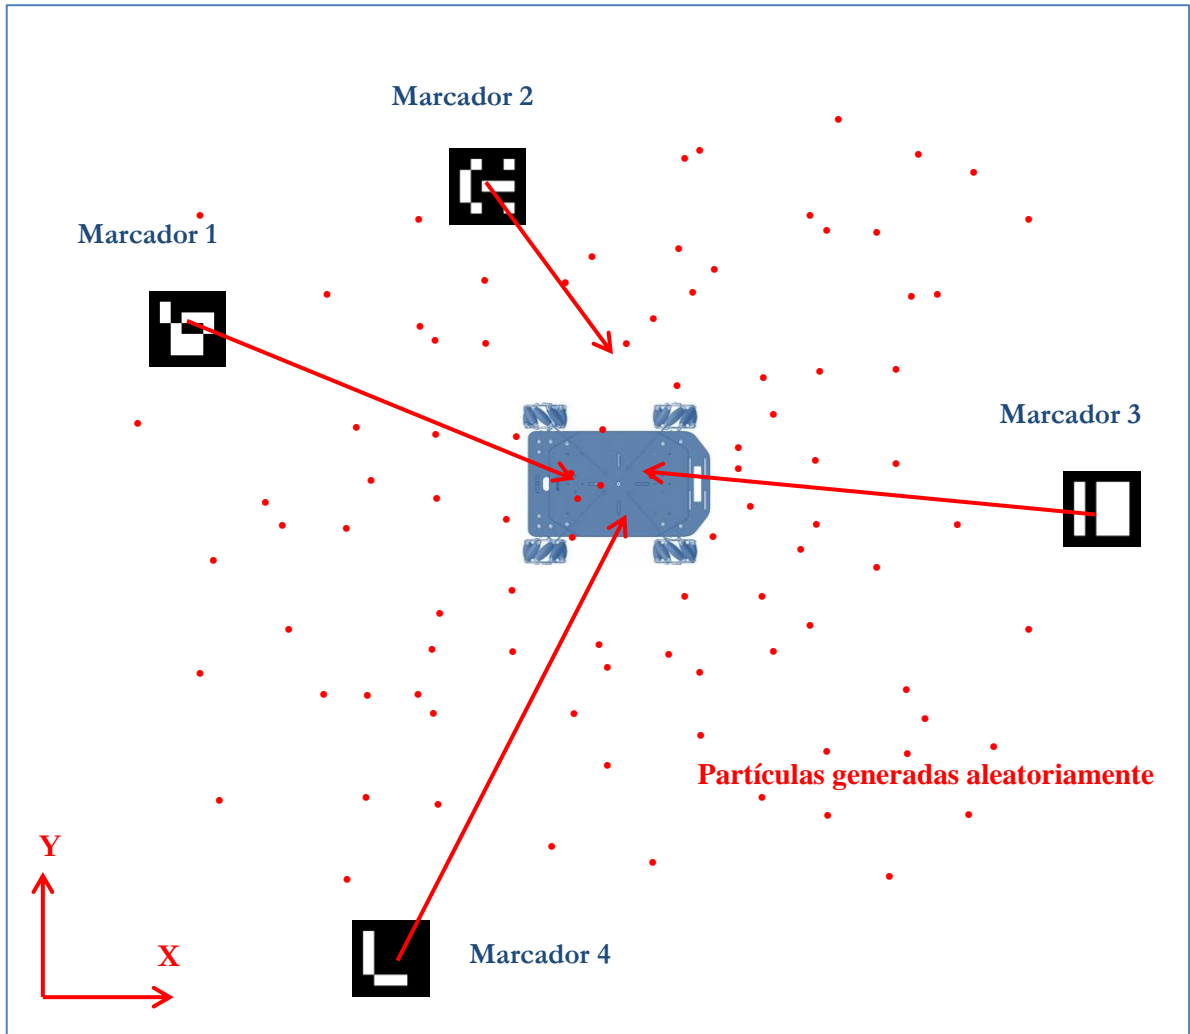 Marcador 2
Marcador 1
Marcador 3
Partículas generadas aleatoriamente
Y
X
Marcador 4